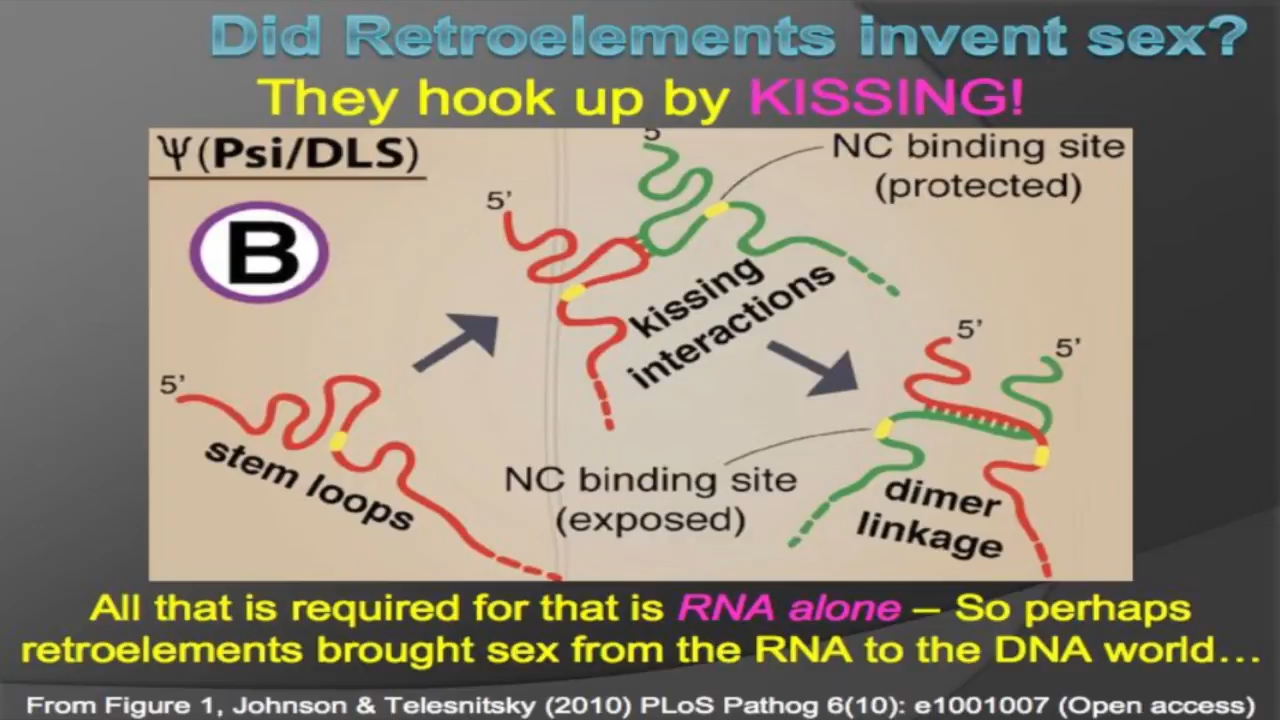 Did Retroelements invent sex?
They hook up by KISSING!
Ψ(Psi/DLS)
B
5'
NC binding site
(protected)
5'
kissing
interactions
5'
5'
5'
stem loops
NC binding site
(exposed)
dimer
linkage
All that is required for that is RNA alone – So perhaps
retroelements brought sex from the RNA to the DNA world…
From Figure 1, Johnson & Telesnitsky (2010) PLoS Pathog 6(10): e1001007 (Open access)